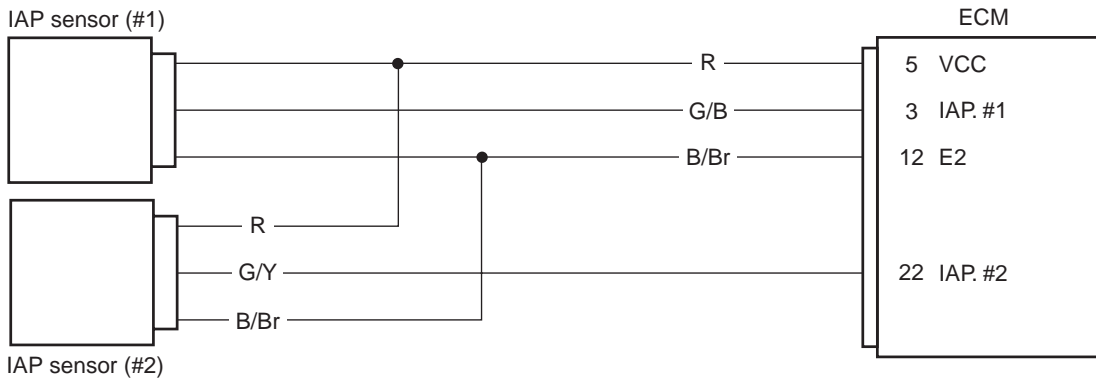 IAP sensor (#1)
ECM
R
5 VCC
G/B
3 IAP. #1
B/Br
12 E2
R
G/Y
22 IAP. #2
B/Br
IAP sensor (#2)